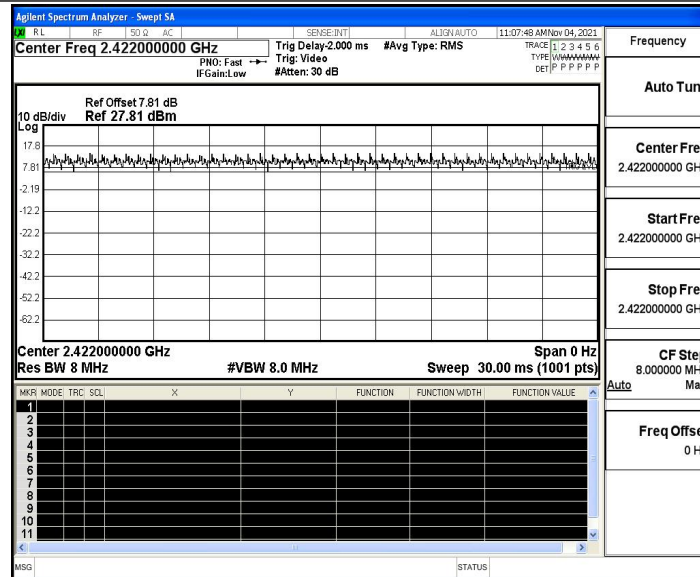 Agilent Spectrum Analyzer - Swept SA
LXI RL RF 50 Ω AC SENSE:INT ALIGN AUTO 11:07:48 AM Nov 04, 2021
Center Freq 2.422000000 GHz
PNO: Fast
IFGain:Low
Trig Delay-2.000 ms
Trig: Video
#Atten: 30 dB
#Avg Type: RMS
TRACE 1 2 3 4 5 6
TYPE WWWWWW
DET P P P P P P
Ref Offset 7.81 dB
10 dB/div Ref 27.81 dBm
Log
17.8
7.81
-2.19
-12.2
-22.2
-32.2
-42.2
-52.2
-62.2
Center 2.422000000 GHz Span 0 Hz
Res BW 8 MHz #VBW 8.0 MHz Sweep 30.00 ms (1001 pts)
MKR MODE TRC SCL X Y FUNCTION FUNCTION WIDTH FUNCTION VALUE
1
2
3
4
5
6
7
8
9
10
11
MSG STATUS
Frequency
Auto Tun
Center Fre
2.422000000 GH
Start Fre
2.422000000 GH
Stop Fre
2.422000000 GH
CF Ste
8.000000 MH
Auto Ma
Freq Offse
0 H